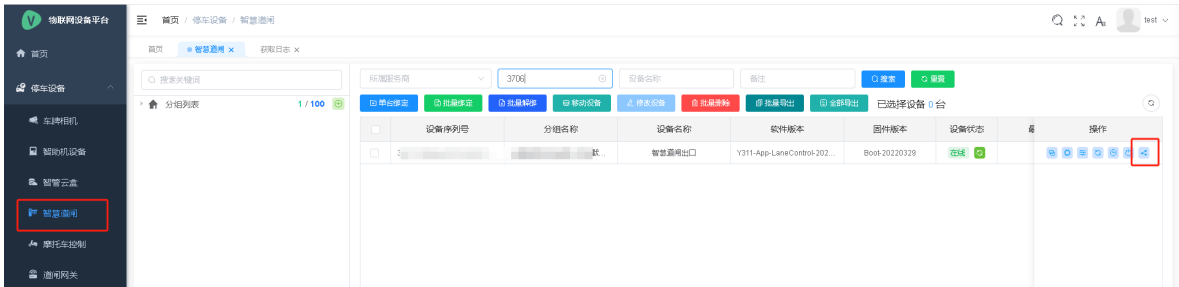 物联网设备平台
首页 / 停车设备 / 智慧道闸
test
首页
停车设备
车牌相机
智助机设备
智管云盒
智慧道闸
摩托车控制
道闸网关
首页 智慧道闸 × 获取日志 ×
搜索关键词
分组列表 1 / 100
所属服务商 3706 设备名称 备注 搜索 重置
单台绑定 批量绑定 批量解绑 移动设备 修改设备 批量删除 批量导出 全部导出 已选择设备 0 台
设备序列号 分组名称 设备名称 软件版本 固件版本 设备状态 操作
3 智慧道闸出口 Y311-App-LaneControl-202... Boot-20220329 在线